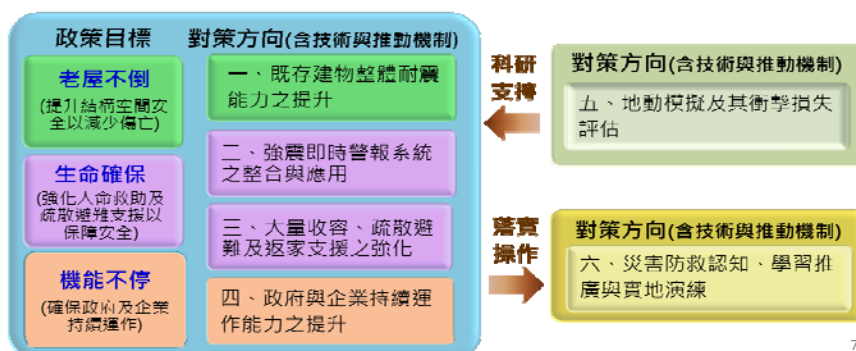 政策目標
對策方向(含技術與推動機制)
老屋不倒
(提升結構空間安
全以減少傷亡)
生命確保
(強化人命救助及
疏散避難支援以
保障安全)
機能不停
(確保政府及企業
持續運作)
一、既存建物整體耐震
能力之提升
二、強震即時警報系統
之整合與應用
三、大量收容、疏散避
難及返家支援之強化
四、政府與企業持續運
作能力之提升
科研
支撐
落實
操作
對策方向(含技術與推動機制)
五、地動模擬及其衝擊損失
評估
對策方向(含技術與推動機制)
六、災害防救認知、學習推
廣與實地演練
7